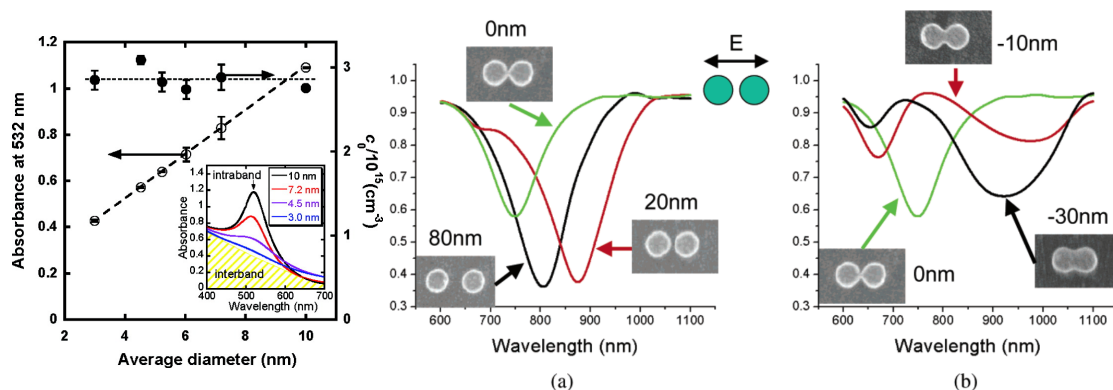 Absorbance at 532 nm
1.2
1
0.8
0.6
0.4
0.2
0
2
4
6
8
10
Average diameter (nm)
3
2
1
0
c₀/10¹⁵(cm⁻³)
Absorbance
1.4
1.2
1.0
0.8
0.6
0.4
0.2
0
intraband
interband
10 nm
7.2 nm
4.5 nm
3.0 nm
400 500 600 700
Wavelength (nm)
0nm
E
1.0
0.9
0.8
0.7
0.6
0.5
0.4
0.3
80nm
20nm
600 700 800 900 1000 1100
Wavelength (nm)
(a)
-10nm
1.0
0.9
0.8
0.7
0.6
0.5
0.4
0.3
0nm
-30nm
600 700 800 900 1000 1100
Wavelength (nm)
(b)